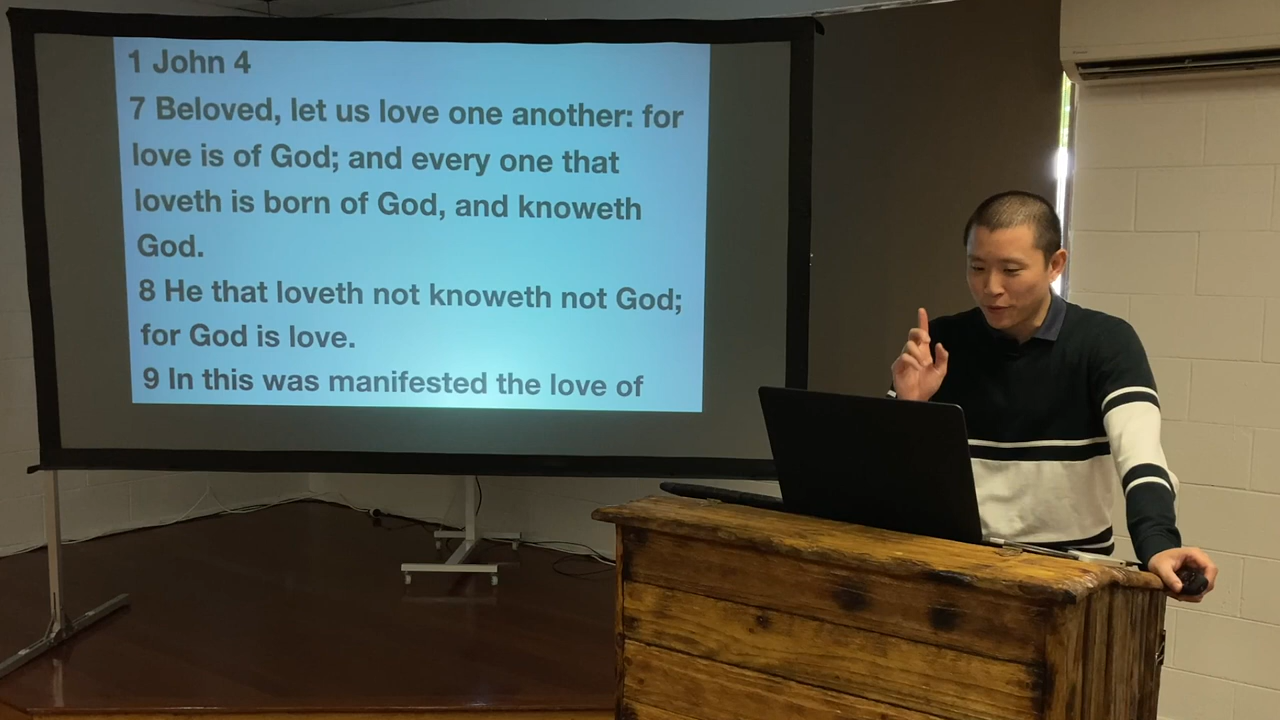 1 John 4
7 Beloved, let us love one another: for
love is of God; and every one that
loveth is born of God, and knoweth
God.
8 He that loveth not knoweth not God;
for God is love.
9 In this was manifested the love of